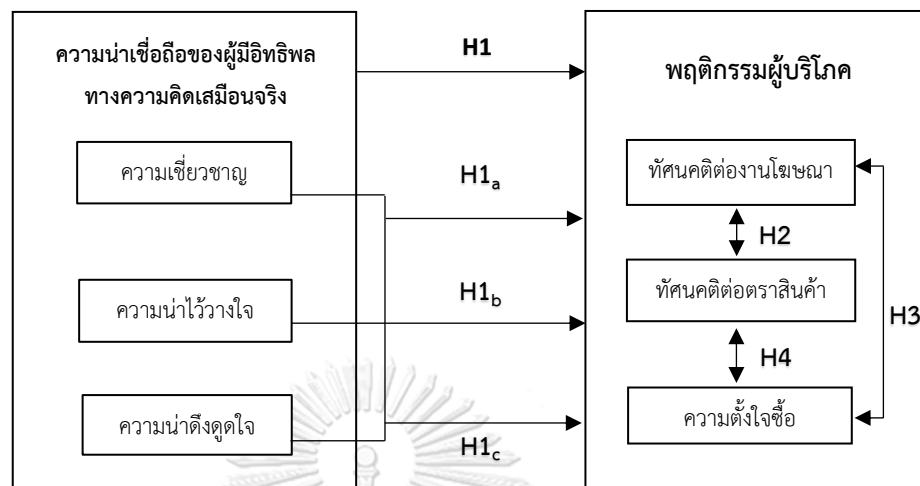 ความน่าเชื่อถือของผู้มีอิทธิพล
ทางความคิดเสมือนจริง
ความเชี่ยวชาญ
ความน่าไว้วางใจ
ความน่าดึงดูดใจ
H1
H1a
H1b
H1c
พฤติกรรมผู้บริโภค
ทัศนคติต่องานโฆษณา
H2
ทัศนคติต่อตราสินค้า
H3
H4
ความตั้งใจซื้อ